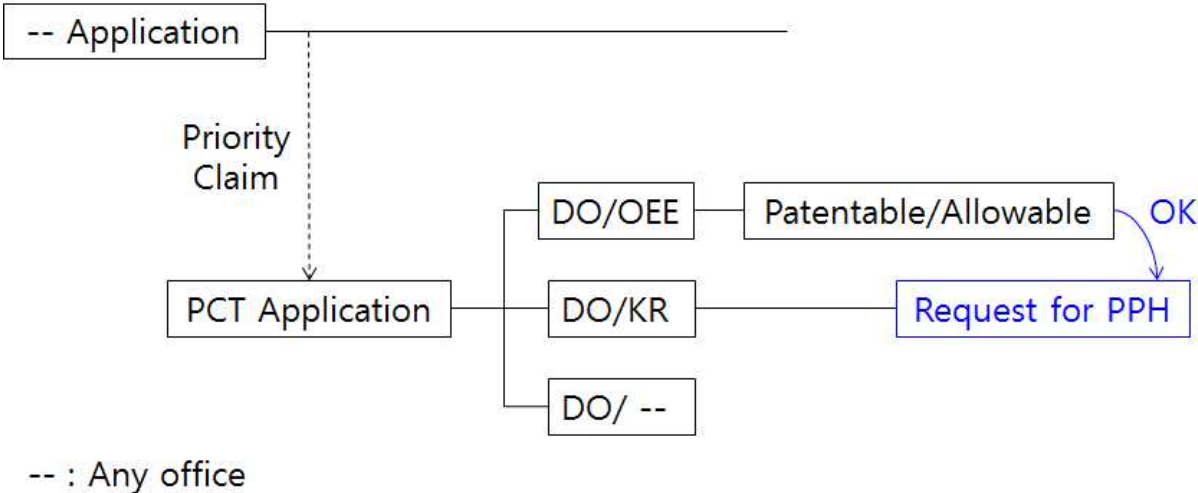 -- Application
Priority
Claim
DO/OEE
Patentable/Allowable
OK
PCT Application
DO/KR
Request for PPH
DO/ --
-- : Any office